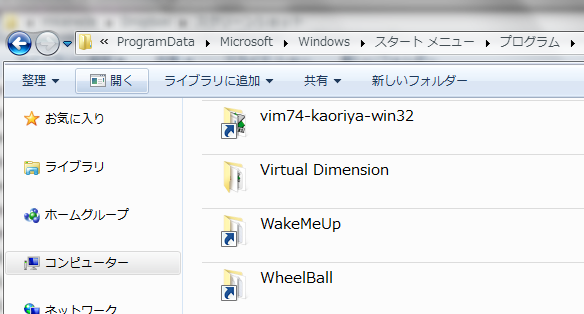 « ProgramData ▸ Microsoft ▸ Windows ▸ スタート メニュー ▸ プログラム ▸
整理 ▼ 開く ライブラリに追加 ▼ 共有 ▼ 新しいフォルダー
お気に入り
ライブラリ
ホームグループ
コンピューター
ネットワーク
vim74-kaoriya-win32
Virtual Dimension
WakeMeUp
WheelBall